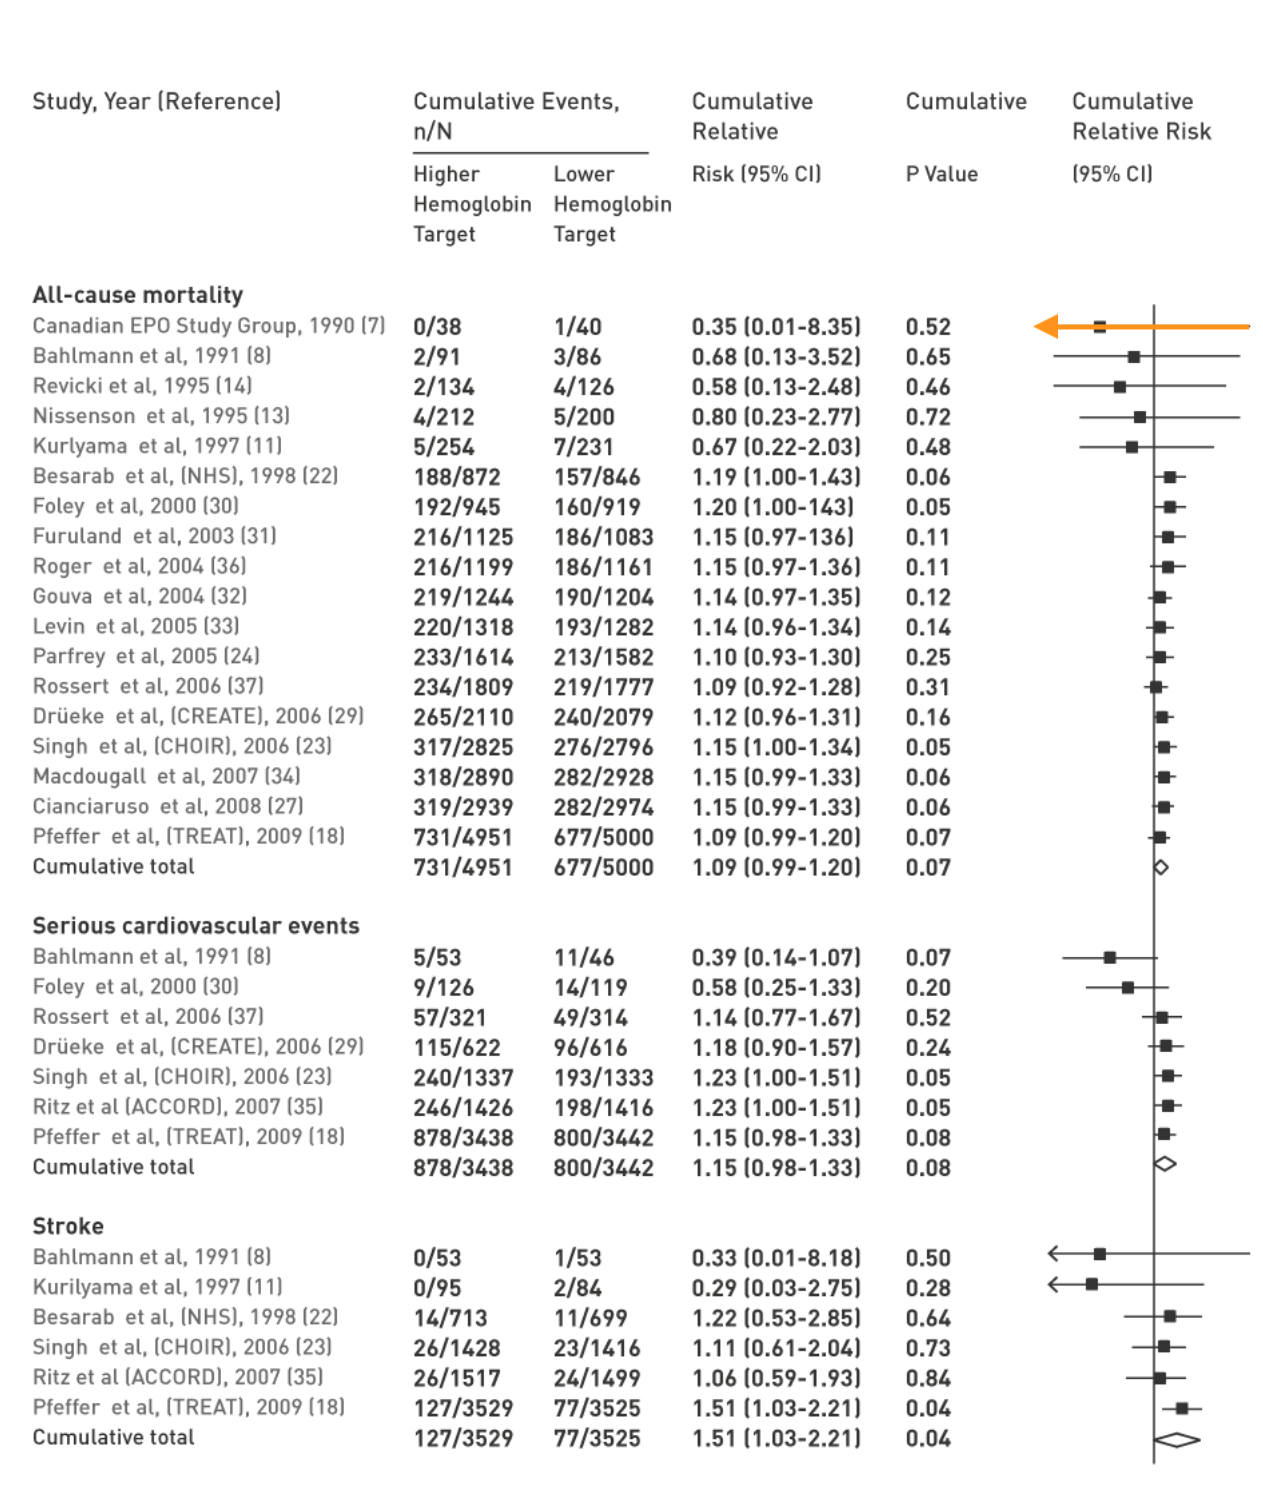 Study, Year (Reference) Cumulative Events, Cumulative Cumulative Cumulative
n/N Relative Relative Risk
Higher Lower Risk (95% CI) P Value (95% CI)
Hemoglobin Hemoglobin
Target Target
All-cause mortality
Canadian EPO Study Group, 1990 (7) 0/38 1/40 0.35 (0.01-8.35) 0.52
Bahlmann et al, 1991 (8) 2/91 3/86 0.68 (0.13-3.52) 0.65
Revicki et al, 1995 (14) 2/134 4/126 0.58 (0.13-2.48) 0.46
Nissenson et al, 1995 (13) 4/212 5/200 0.80 (0.23-2.77) 0.72
Kurlyama et al, 1997 (11) 5/254 7/231 0.67 (0.22-2.03) 0.48
Besarab et al, (NHS), 1998 (22) 188/872 157/846 1.19 (1.00-1.43) 0.06
Foley et al, 2000 (30) 192/945 160/919 1.20 (1.00-143) 0.05
Furuland et al, 2003 (31) 216/1125 186/1083 1.15 (0.97-136) 0.11
Roger et al, 2004 (36) 216/1199 186/1161 1.15 (0.97-1.36) 0.11
Gouva et al, 2004 (32) 219/1244 190/1204 1.14 (0.97-1.35) 0.12
Levin et al, 2005 (33) 220/1318 193/1282 1.14 (0.96-1.34) 0.14
Parfrey et al, 2005 (24) 233/1614 213/1582 1.10 (0.93-1.30) 0.25
Rossert et al, 2006 (37) 234/1809 219/1777 1.09 (0.92-1.28) 0.31
Drüeke et al, (CREATE), 2006 (29) 265/2110 240/2079 1.12 (0.96-1.31) 0.16
Singh et al, (CHOIR), 2006 (23) 317/2825 276/2796 1.15 (1.00-1.34) 0.05
Macdougall et al, 2007 (34) 318/2890 282/2928 1.15 (0.99-1.33) 0.06
Cianciaruso et al, 2008 (27) 319/2939 282/2974 1.15 (0.99-1.33) 0.06
Pfeffer et al, (TREAT), 2009 (18) 731/4951 677/5000 1.09 (0.99-1.20) 0.07
Cumulative total 731/4951 677/5000 1.09 (0.99-1.20) 0.07
Serious cardiovascular events
Bahlmann et al, 1991 (8) 5/53 11/46 0.39 (0.14-1.07) 0.07
Foley et al, 2000 (30) 9/126 14/119 0.58 (0.25-1.33) 0.20
Rossert et al, 2006 (37) 57/321 49/314 1.14 (0.77-1.67) 0.52
Drüeke et al, (CREATE), 2006 (29) 115/622 96/616 1.18 (0.90-1.57) 0.24
Singh et al, (CHOIR), 2006 (23) 240/1337 193/1333 1.23 (1.00-1.51) 0.05
Ritz et al (ACCORD), 2007 (35) 246/1426 198/1416 1.23 (1.00-1.51) 0.05
Pfeffer et al, (TREAT), 2009 (18) 878/3438 800/3442 1.15 (0.98-1.33) 0.08
Cumulative total 878/3438 800/3442 1.15 (0.98-1.33) 0.08
Stroke
Bahlmann et al, 1991 (8) 0/53 1/53 0.33 (0.01-8.18) 0.50
Kurilyama et al, 1997 (11) 0/95 2/84 0.29 (0.03-2.75) 0.28
Besarab et al, (NHS), 1998 (22) 14/713 11/699 1.22 (0.53-2.85) 0.64
Singh et al, (CHOIR), 2006 (23) 26/1428 23/1416 1.11 (0.61-2.04) 0.73
Ritz et al (ACCORD), 2007 (35) 26/1517 24/1499 1.06 (0.59-1.93) 0.84
Pfeffer et al, (TREAT), 2009 (18) 127/3529 77/3525 1.51 (1.03-2.21) 0.04
Cumulative total 127/3529 77/3525 1.51 (1.03-2.21) 0.04